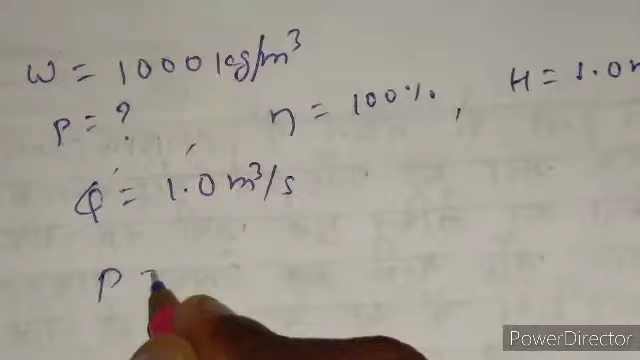 W = 1000 kg/m³
P = ?
η = 100%, H = 1.0
Q = 1.0 m³/s
P =
PowerDirector